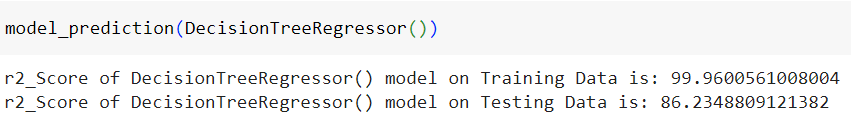 model_prediction(DecisionTreeRegressor())
r2_Score of DecisionTreeRegressor() model on Training Data is: 99.9600561008004
r2_Score of DecisionTreeRegressor() model on Testing Data is: 86.2348809121382